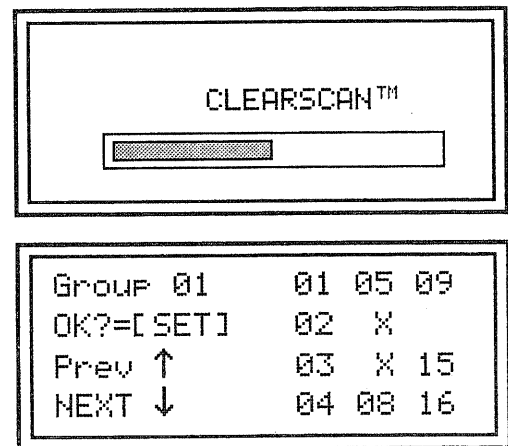 CLEARSCAN™
Group 01 01 05 09
OK?=[SET] 02 X
Prev ↑ 03 X 15
NEXT ↓ 04 08 16